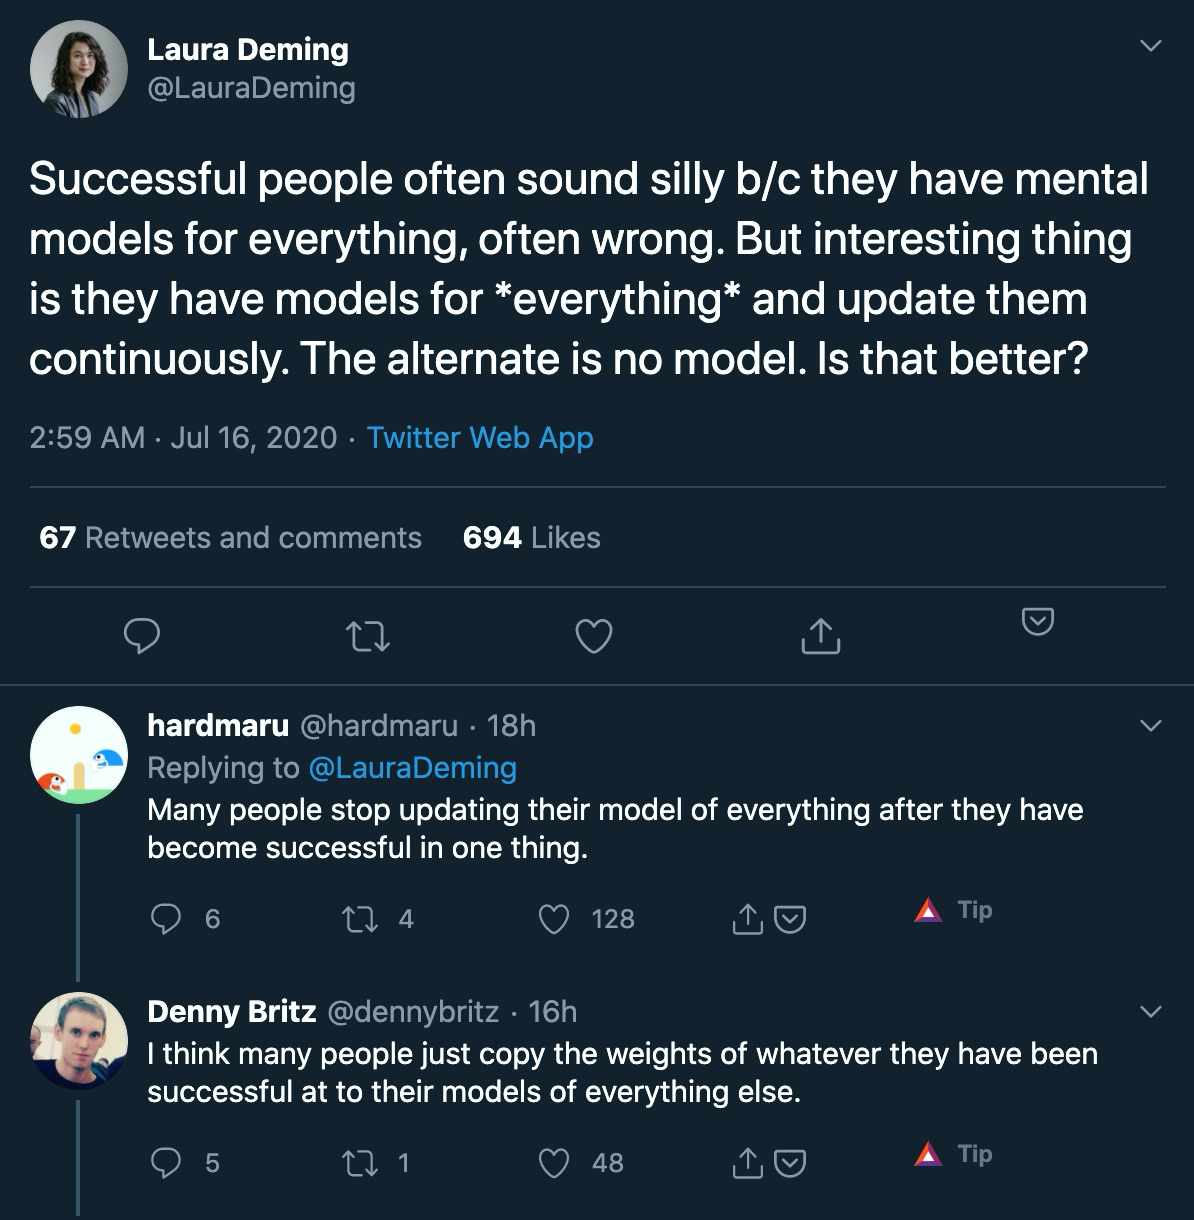 Laura Deming
@LauraDeming
Successful people often sound silly b/c they have mental
models for everything, often wrong. But interesting thing
is they have models for *everything* and update them
continuously. The alternate is no model. Is that better?
2:59 AM · Jul 16, 2020 · Twitter Web App
67 Retweets and comments 694 Likes
hardmaru @hardmaru · 18h
Replying to @LauraDeming
Many people stop updating their model of everything after they have
become successful in one thing.
6 4 128 Tip
Denny Britz @dennybritz · 16h
I think many people just copy the weights of whatever they have been
successful at to their models of everything else.
5 1 48 Tip